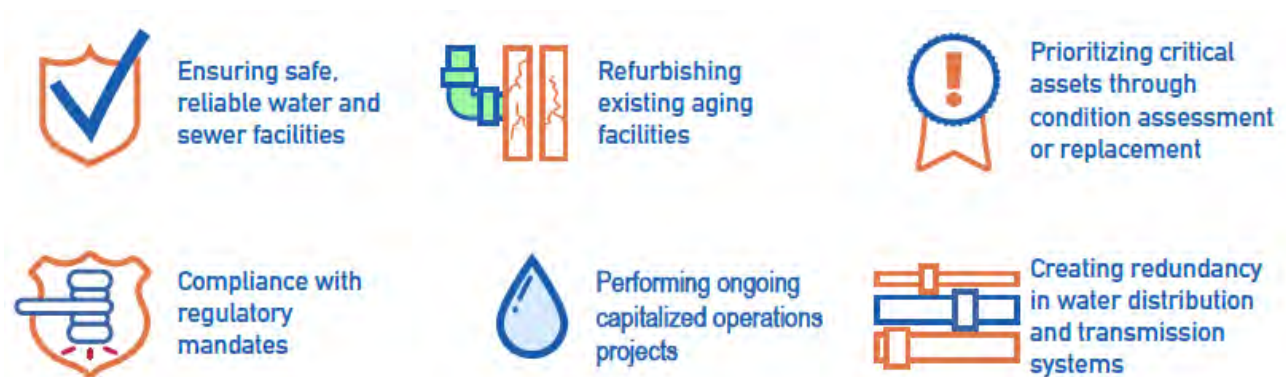 Ensuring safe,
reliable water and
sewer facilities
Refurbishing
existing aging
facilities
Prioritizing critical
assets through
condition assessment
or replacement
Compliance with
regulatory
mandates
Performing ongoing
capitalized operations
projects
Creating redundancy
in water distribution
and transmission
systems